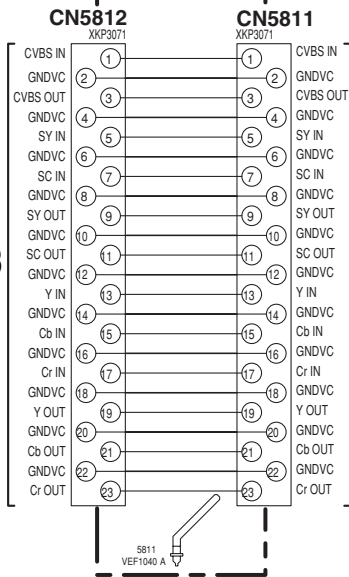 CN5812 CN5811
XKP3071 XKP3071
CVBS IN 1 1 CVBS IN
GNDVC 2 2 GNDVC
CVBS OUT 3 3 CVBS OUT
GNDVC 4 4 GNDVC
SY IN 5 5 SY IN
GNDVC 6 6 GNDVC
SC IN 7 7 SC IN
GNDVC 8 8 GNDVC
SY OUT 9 9 SY OUT
GNDVC 10 10 GNDVC
SC OUT 11 11 SC OUT
GNDVC 12 12 GNDVC
Y IN 13 13 Y IN
GNDVC 14 14 GNDVC
Cb IN 15 15 Cb IN
GNDVC 16 16 GNDVC
Cr IN 17 17 Cr IN
GNDVC 18 18 GNDVC
Y OUT 19 19 Y OUT
GNDVC 20 20 GNDVC
Cb OUT 21 21 Cb OUT
GNDVC 22 22 GNDVC
Cr OUT 23 23 Cr OUT
5811
VEF1040 A